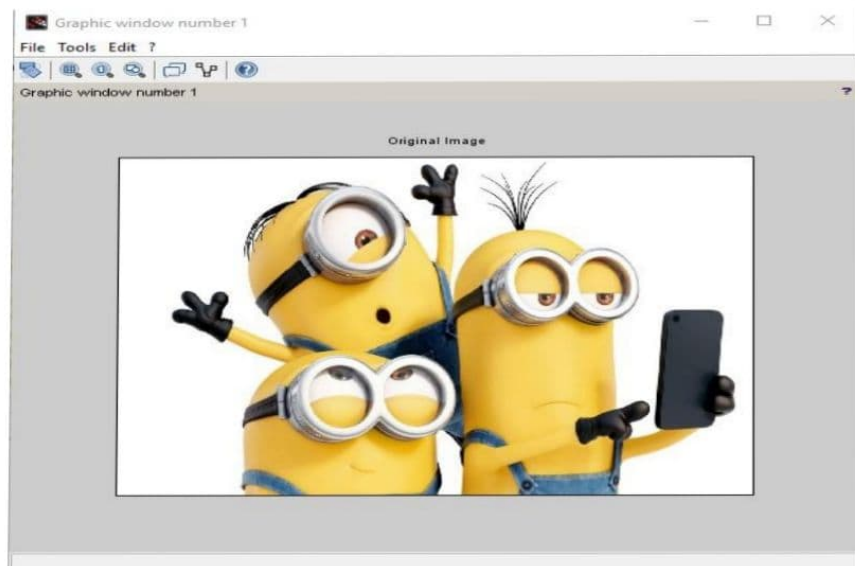 Graphic window number 1
File Tools Edit ?
Graphic window number 1 ?
Original Image